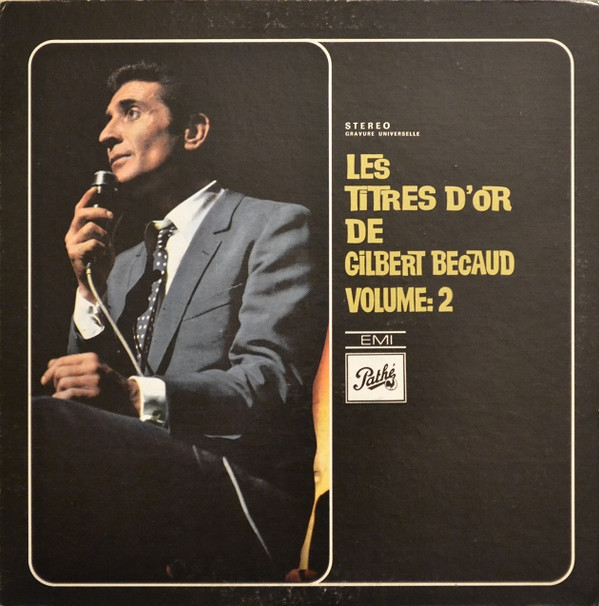 STEREO
GRAVURE UNIVERSELLE
LES
TITRES D'OR
DE
GILBERT BECAUD
VOLUME: 2
EMI
Pathé